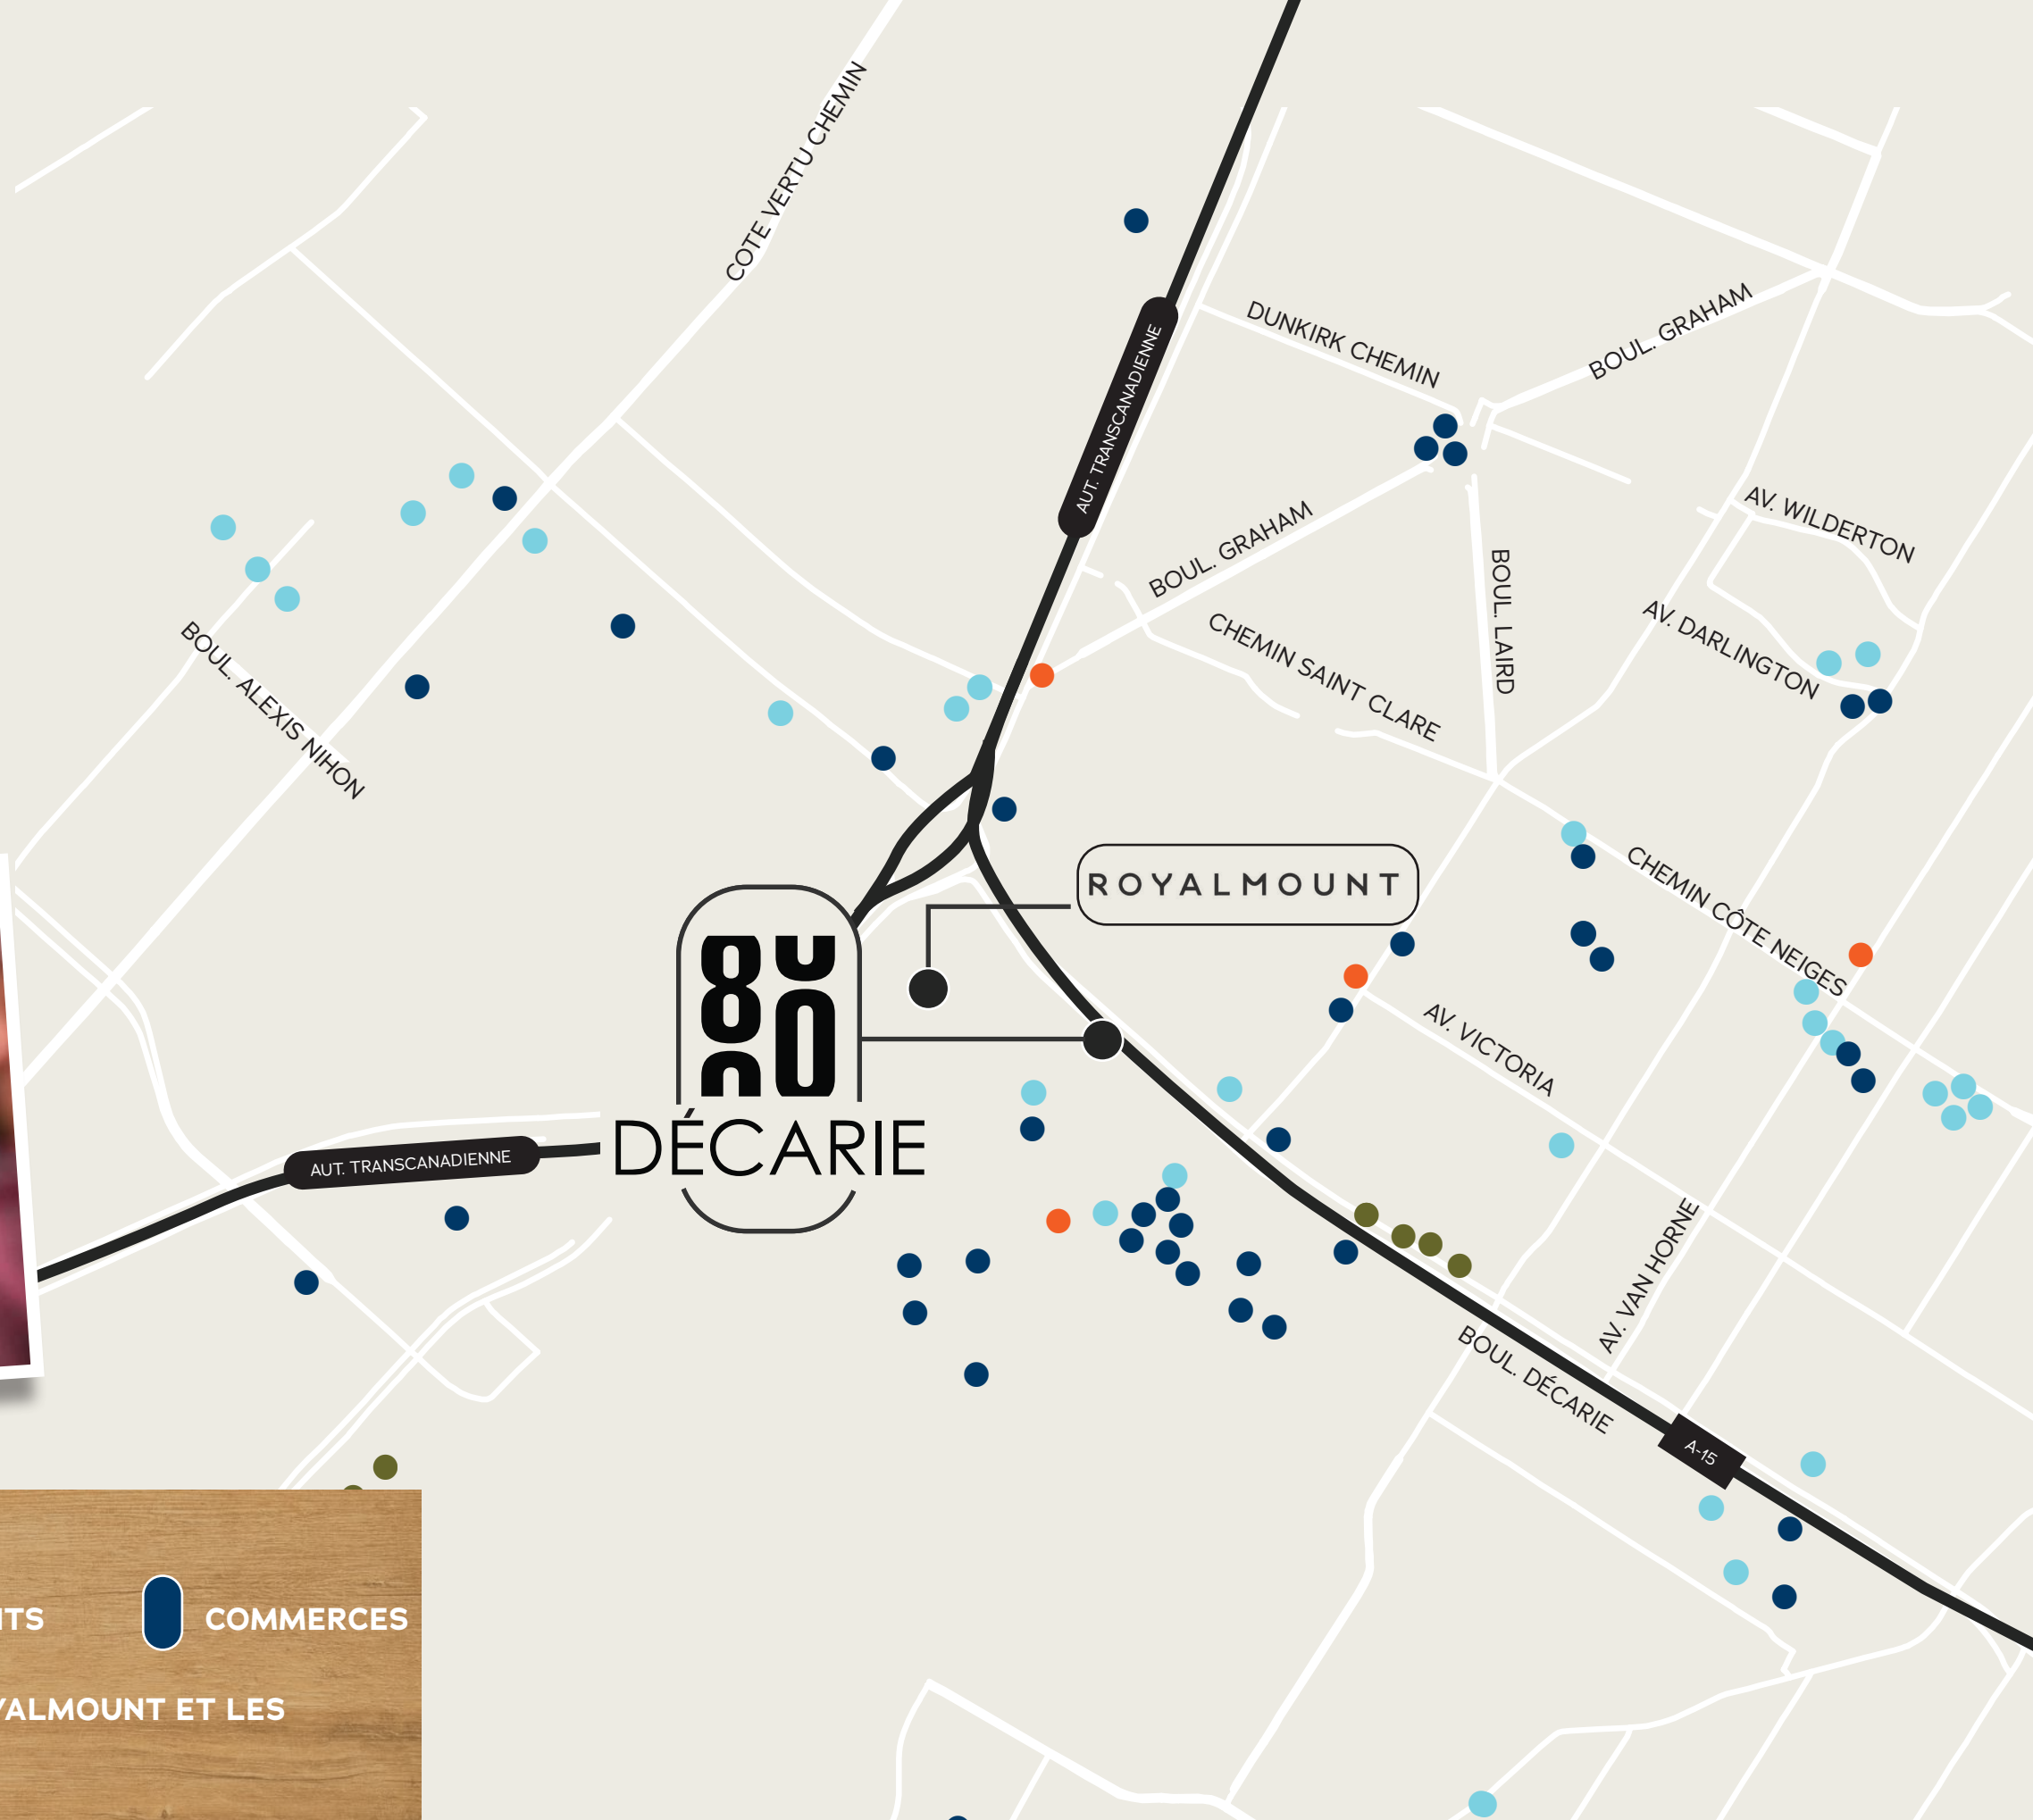 COTE VERTU CHEMIN
AUT. TRANSCANADIENNE
DUNKIRK CHEMIN
BOUL. GRAHAM
BOUL. GRAHAM
AV. WILDERTON
BOUL. LAIRD
AV. DARLINGTON
CHEMIN SAINT CLARE
BOUL. ALEXIS NIHON
ROYALMOUNT
CHEMIN CÔTE NEIGES
AV. VICTORIA
DÉCARIE
AUT. TRANSCANADIENNE
AV. VAN HORNE
BOUL. DÉCARIE
A-15
COMMERCES
ET LES